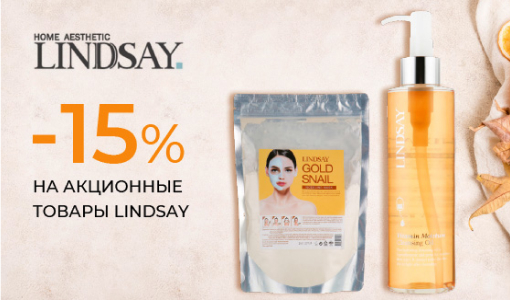 HOME AESTHETIC
LINDSAY.
-15%
НА АКЦИОННЫЕ
ТОВАРЫ LINDSAY
LINDSAY
GOLD
SNAIL
LINDSAY